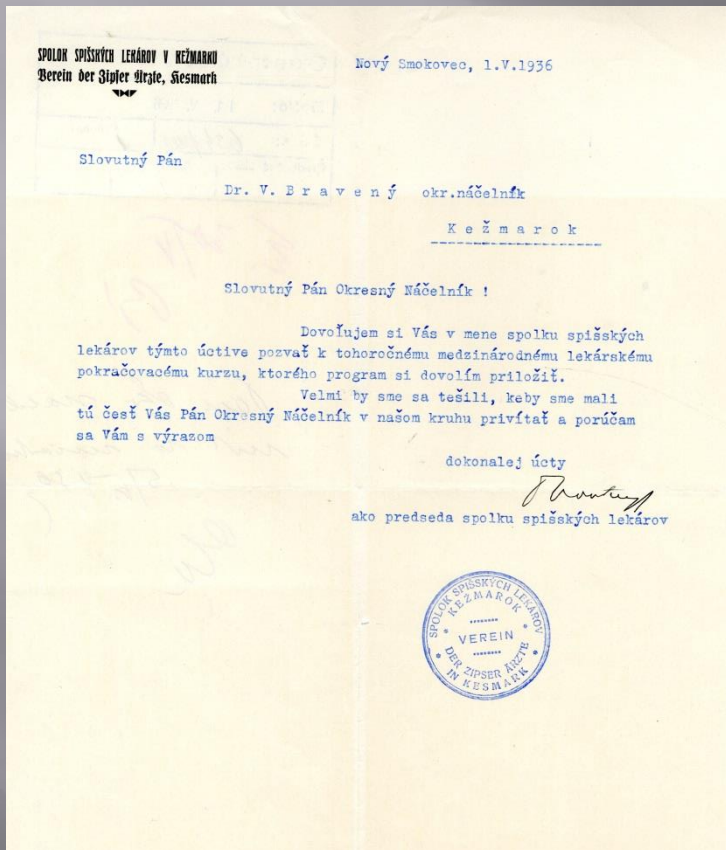 SPOLOK SPIŠSKÝCH LEKÁROV V KEŽMARKU
Verein der Zipser Ärzte, Kesmark
Nový Smokovec, 1.V.1936
Slovutný Pán
Dr. V. B r a v e n ý okr.náčelník
K e ž m a r o k
Slovutný Pán Okresný Náčelník !
Dovoľujem si Vás v mene spolku spišských
lekárov týmto úctive pozvať k tohoročnému medzinárodnému lekárskému
pokračovacému kurzu, ktorého program si dovolím priložiť.
Velmi by sme sa tešili, keby sme mali
tú česť Vás Pán Okresný Náčelník v našom kruhu privítať a porúčam
sa Vám s výrazom
dokonalej úcty
ako predseda spolku spišských lekárov
SPOLOK SPIŠSKÝCH LEKÁROV
KEŽMAROK
VEREIN
DER ZIPSER ÄRZTE
IN KESMARK